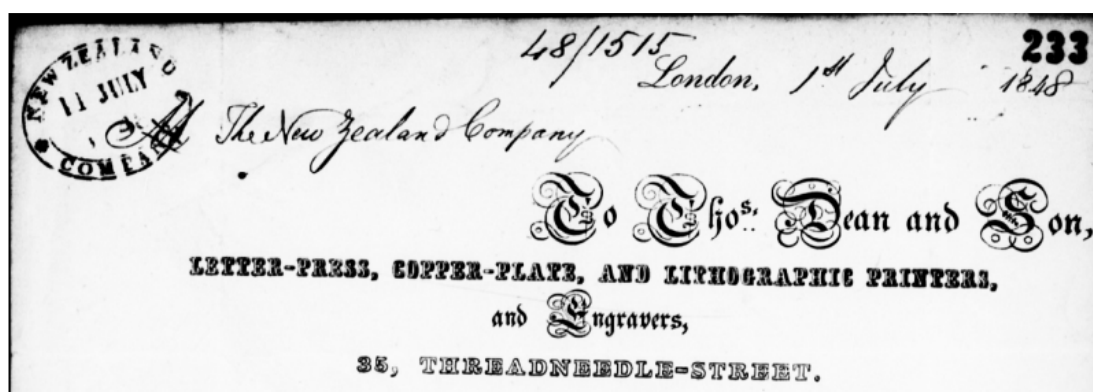 48/1515
233
NEW ZEALAND
11 JULY
COMPANY
London, 1st July 1848
The New Zealand Company
To Thos. Dean and Son,
LETTER-PRESS, COPPER-PLATE, AND LITHOGRAPHIC PRINTERS,
and Engravers,
35, THREADNEEDLE-STREET.